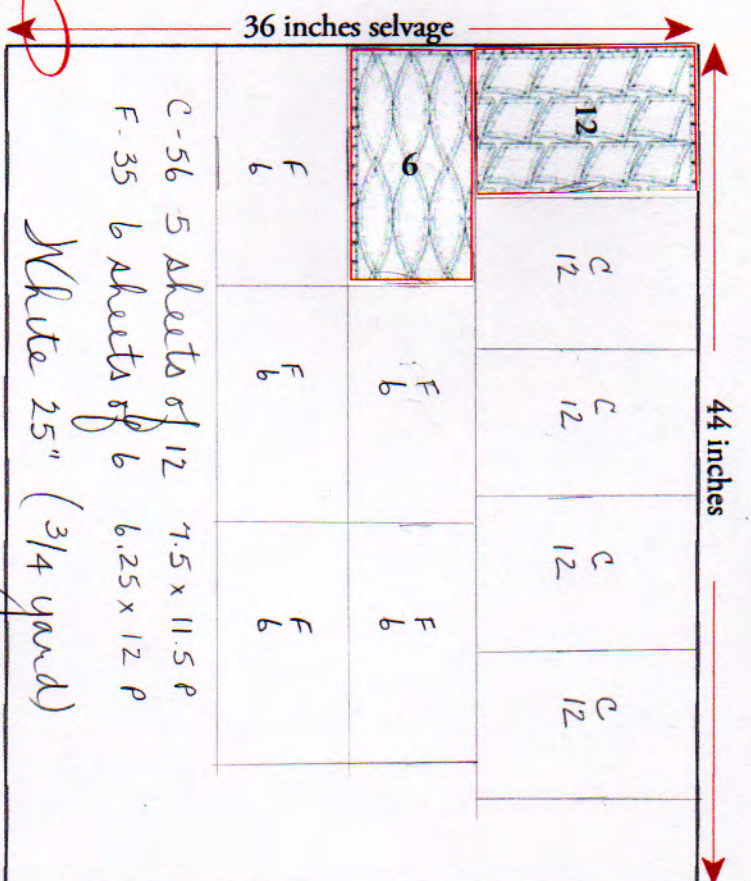 36 inches selvage
44 inches
12
6
C
12
C
12
C
12
C
12
F
6
F
6
F
6
F
6
F
6
C-56 5 sheets of 12 7.5 x 11.5 P
F-35 6 sheets of 6 6.25 x 12 P
White 25" (3/4 yard)